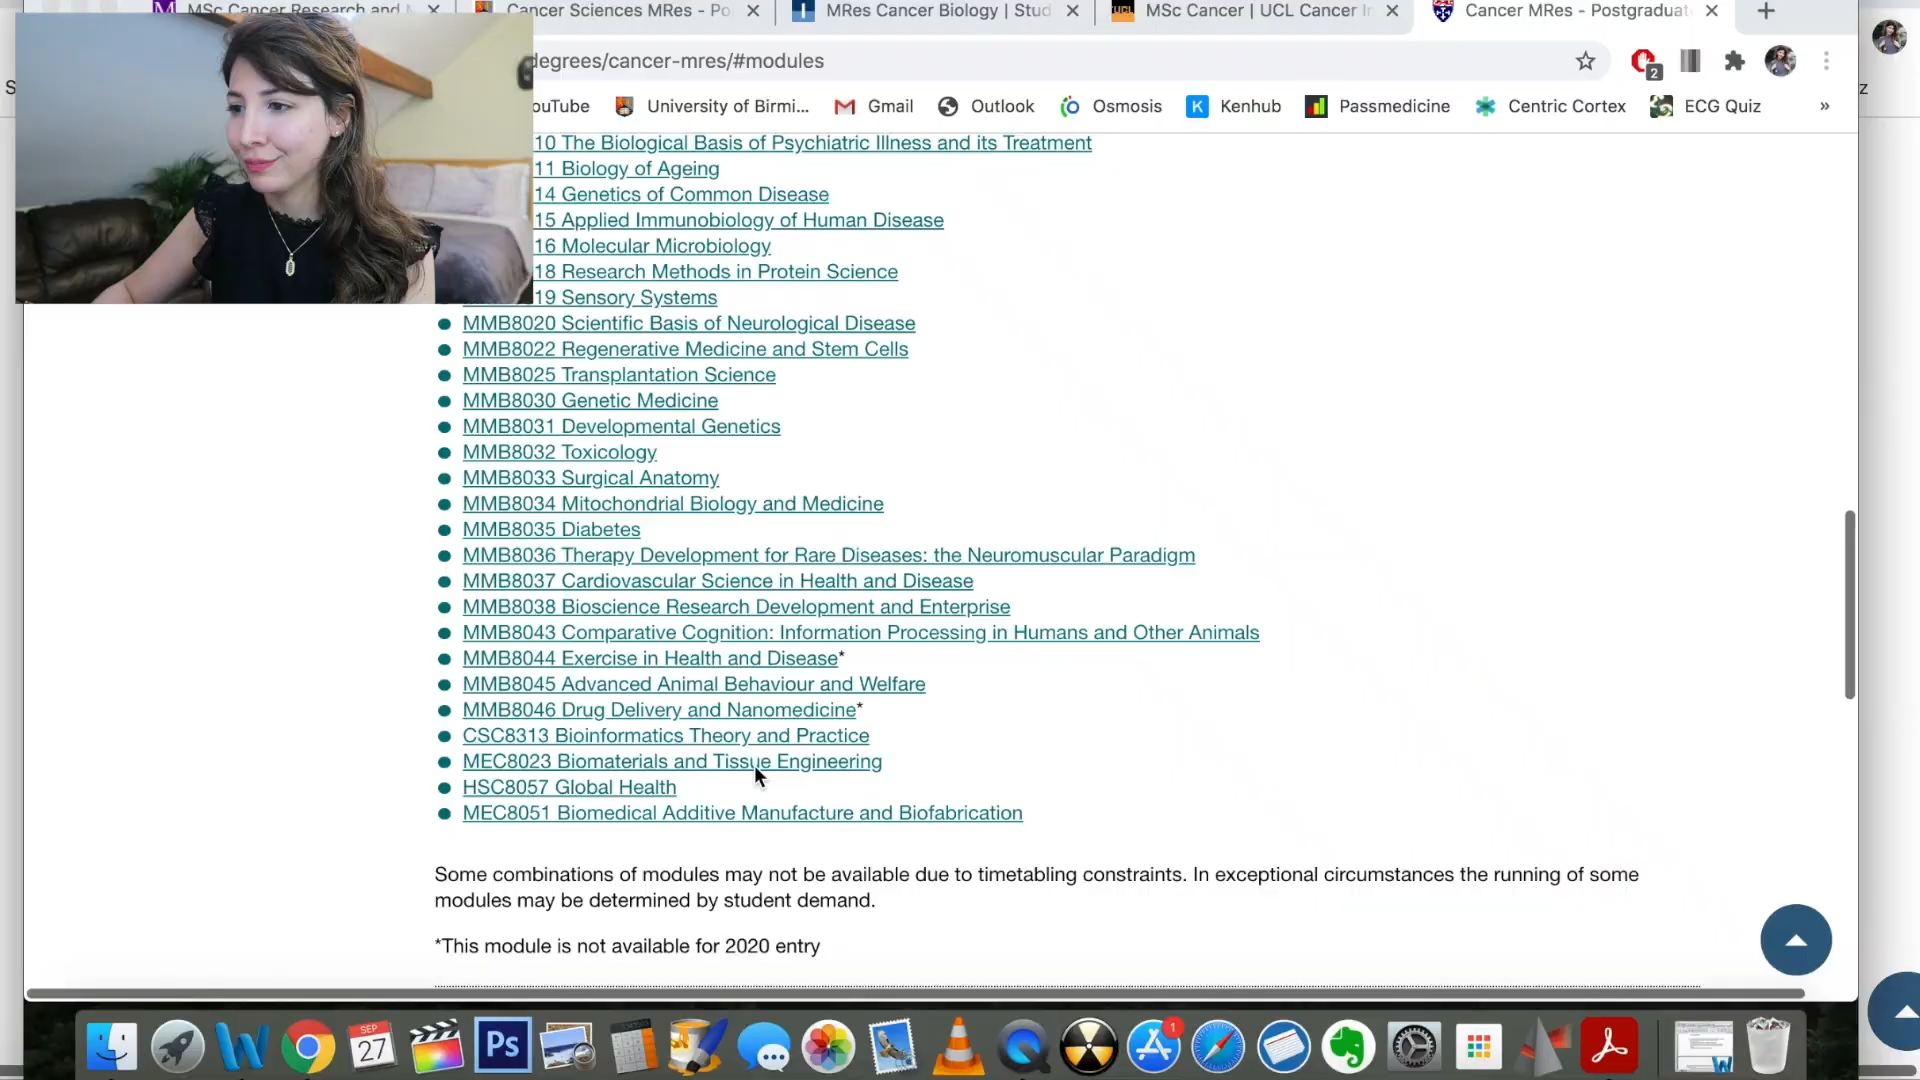 MSc Cancer Research and
Cancer Sciences MRes - Po
MRes Cancer Biology | Stud
MSc Cancer | UCL Cancer In
Cancer MRes - Postgraduat
degrees/cancer-mres/#modules
2
ouTube
University of Birmi...
Gmail
Outlook
Osmosis
Kenhub
Passmedicine
Centric Cortex
ECG Quiz
»
10 The Biological Basis of Psychiatric Illness and its Treatment
11 Biology of Ageing
14 Genetics of Common Disease
15 Applied Immunobiology of Human Disease
16 Molecular Microbiology
18 Research Methods in Protein Science
19 Sensory Systems
MMB8020 Scientific Basis of Neurological Disease
MMB8022 Regenerative Medicine and Stem Cells
MMB8025 Transplantation Science
MMB8030 Genetic Medicine
MMB8031 Developmental Genetics
MMB8032 Toxicology
MMB8033 Surgical Anatomy
MMB8034 Mitochondrial Biology and Medicine
MMB8035 Diabetes
MMB8036 Therapy Development for Rare Diseases: the Neuromuscular Paradigm
MMB8037 Cardiovascular Science in Health and Disease
MMB8038 Bioscience Research Development and Enterprise
MMB8043 Comparative Cognition: Information Processing in Humans and Other Animals
MMB8044 Exercise in Health and Disease*
MMB8045 Advanced Animal Behaviour and Welfare
MMB8046 Drug Delivery and Nanomedicine*
CSC8313 Bioinformatics Theory and Practice
MEC8023 Biomaterials and Tissue Engineering
HSC8057 Global Health
MEC8051 Biomedical Additive Manufacture and Biofabrication
Some combinations of modules may not be available due to timetabling constraints. In exceptional circumstances the running of some
modules may be determined by student demand.
*This module is not available for 2020 entry
SEP
27
Ps
1